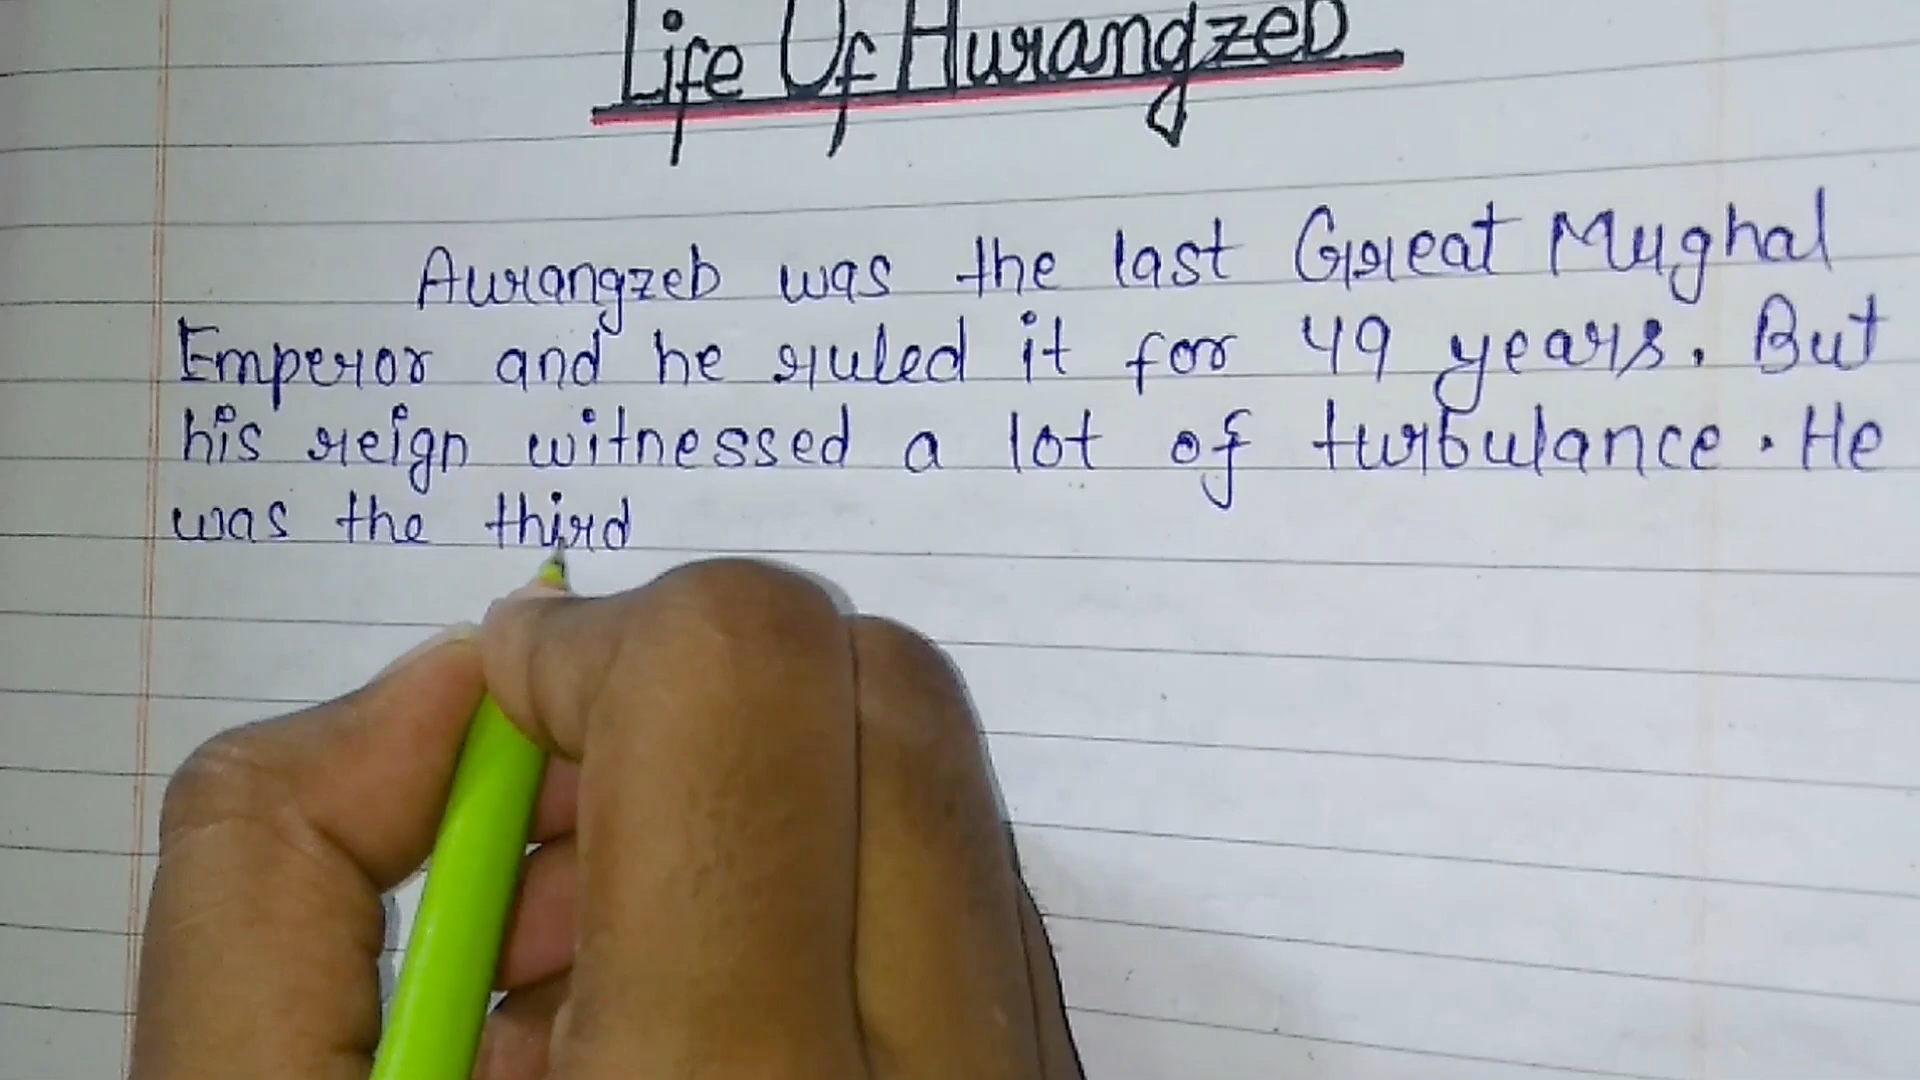 Life Of Aurangzeb
Aurangzeb was the last Great Mughal
Emperor and he ruled it for 49 years. But
his reign witnessed a lot of turbulance. He
was the third